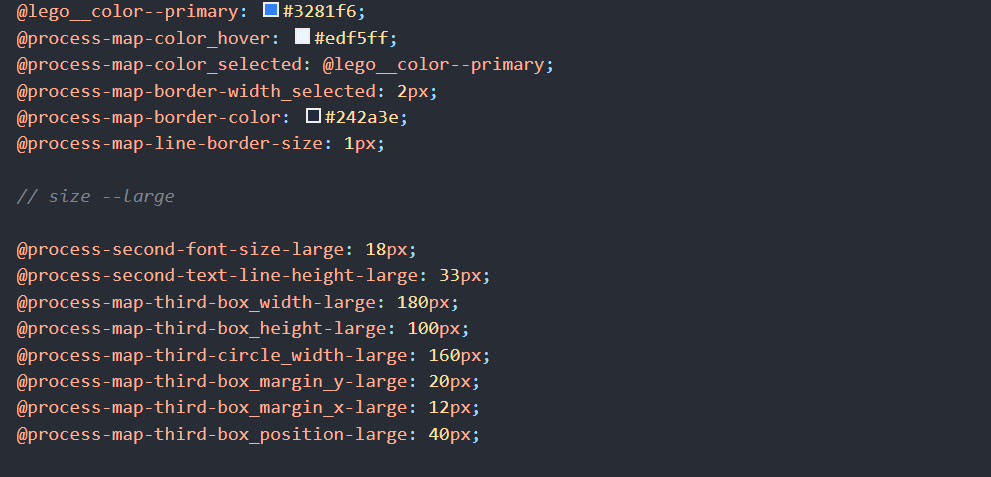 @lego__color--primary: #3281f6;
@process-map-color_hover: #edf5ff;
@process-map-color_selected: @lego__color--primary;
@process-map-border-width_selected: 2px;
@process-map-border-color: #242a3e;
@process-map-line-border-size: 1px;
// size --large
@process-second-font-size-large: 18px;
@process-second-text-line-height-large: 33px;
@process-map-third-box_width-large: 180px;
@process-map-third-box_height-large: 100px;
@process-map-third-circle_width-large: 160px;
@process-map-third-box_margin_y-large: 20px;
@process-map-third-box_margin_x-large: 12px;
@process-map-third-box_position-large: 40px;